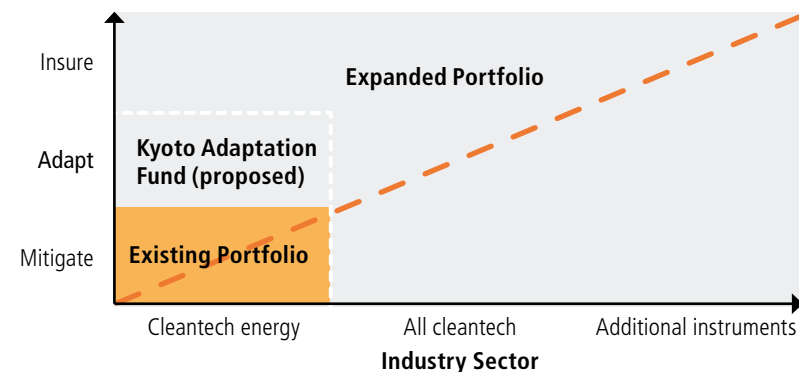 Insure
Expanded Portfolio
Adapt
Kyoto Adaptation
Fund (proposed)
Mitigate
Existing Portfolio
Cleantech energy
All cleantech
Additional instruments
Industry Sector